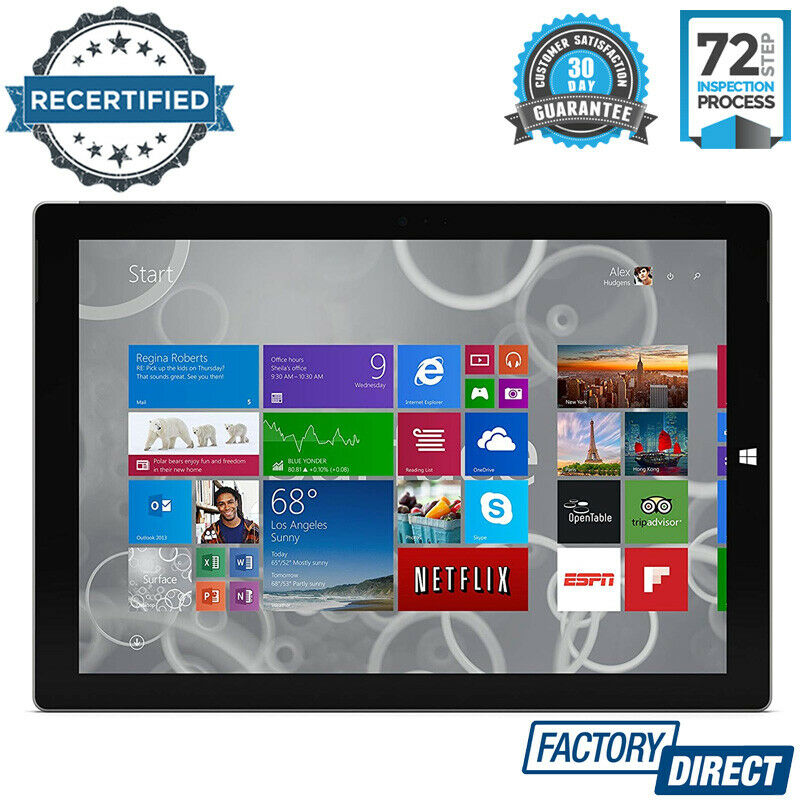 RECERTIFIED
CUSTOMER SATISFACTION
30
DAY
GUARANTEE
72
STEP
INSPECTION
PROCESS
Start
Alex
Hudgens
Regina Roberts
RE: Pick up the kids on Thursday?
That sounds great. See you then!
Mail 5
Office hours
Sheila's office
9:30 AM – 10:30 AM
9
Wednesday
Internet Explorer
New York
Polar bears enjoy fun and freedom
in their new home
BLUE YONDER
80.81 ▲ +0.10% (+0.08)
Reading List
OneDrive
Hong Kong
Outlook 2013
68°
Los Angeles
Sunny
Today
65°/52° Mostly sunny
Tomorrow
68°/53° Partly sunny
Weather
Photos
Skype
OpenTable
tripadvisor
Surface
Desktop
NETFLIX
ESPN
FACTORY
DIRECT